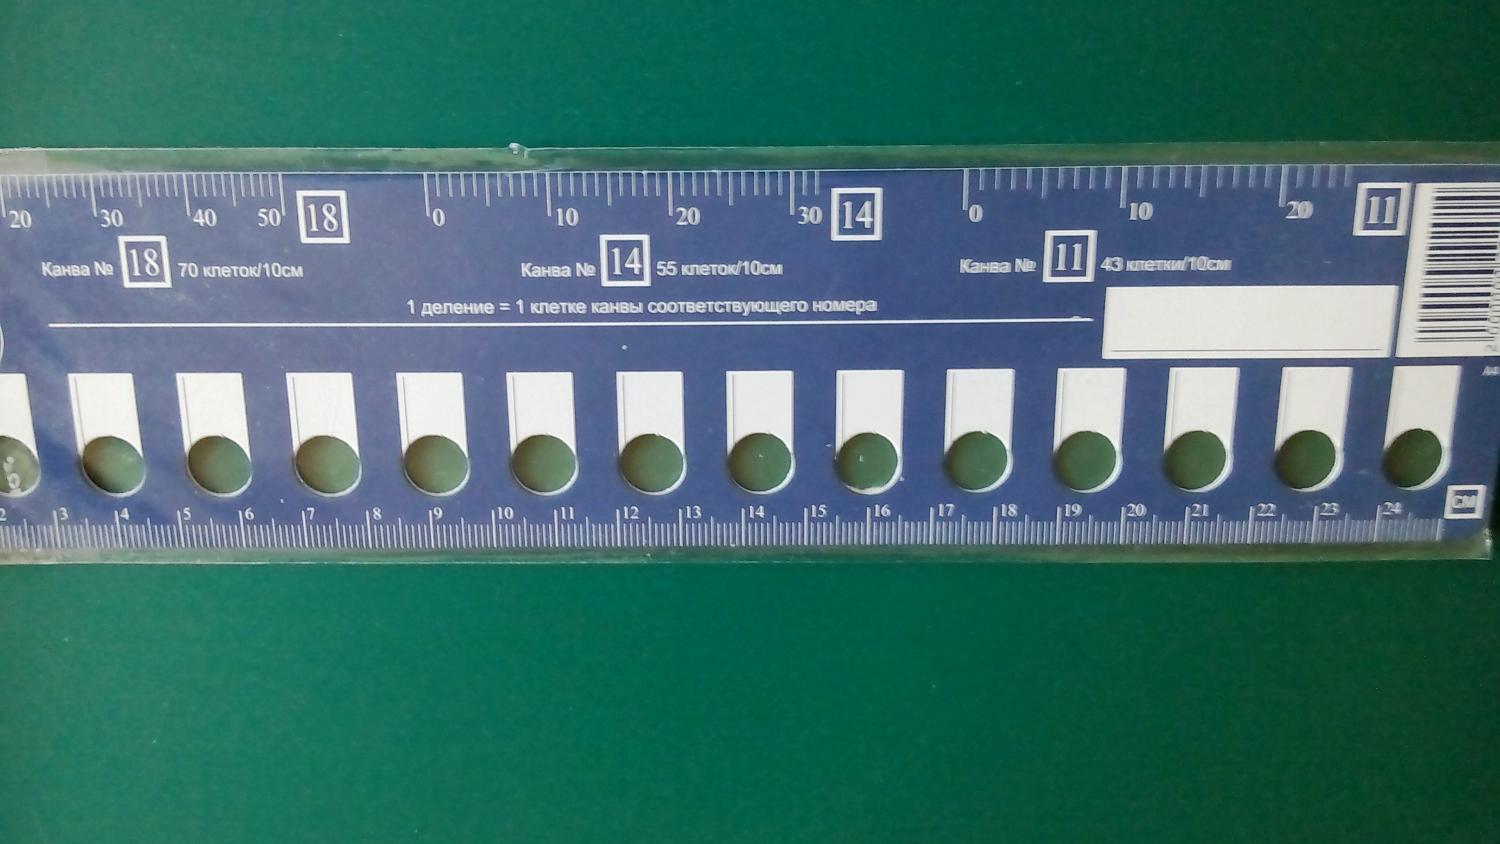 20 30 40 50 18 0 10 20 30 14 0 10 20 11
Канва № 18 70 клеток/10см Канва № 14 55 клеток/10см Канва № 11 43 клетки/10см
1 деление = 1 клетке канвы соответствующего номера
2 3 4 5 6 7 8 9 10 11 12 13 14 15 16 17 18 19 20 21 22 23 24 СМ